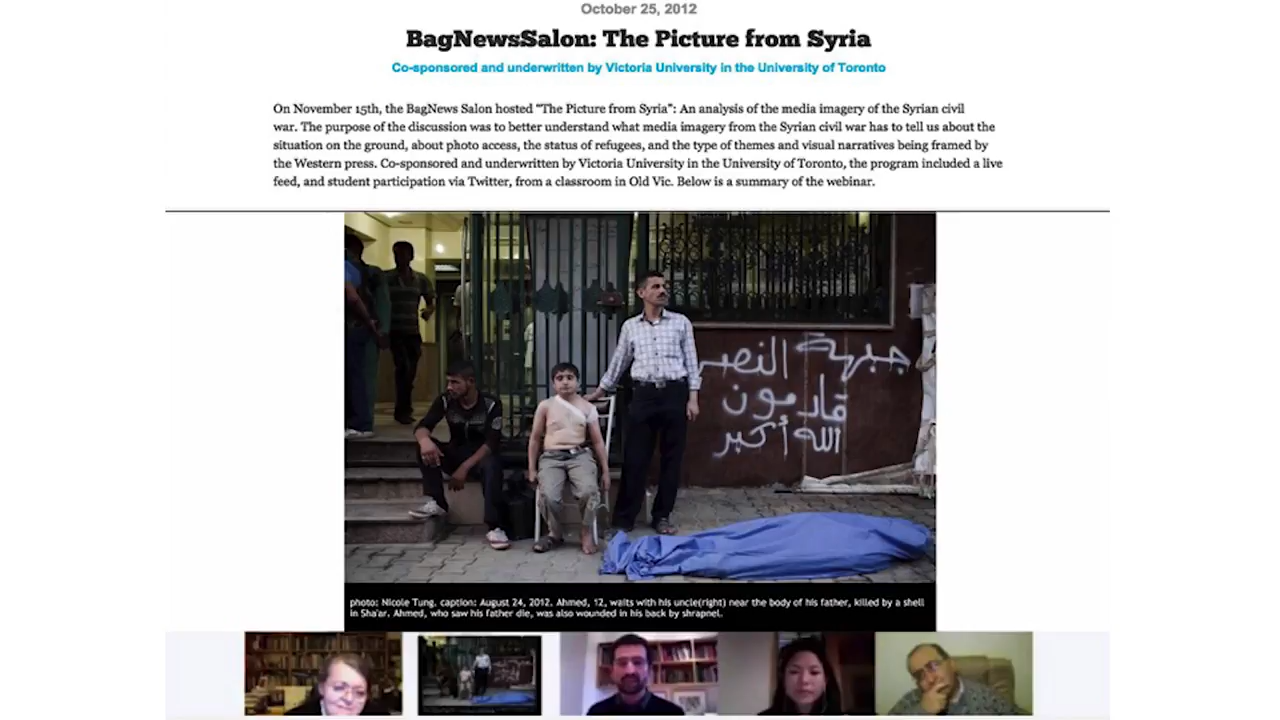 October 25, 2012
BagNewsSalon: The Picture from Syria
Co-sponsored and underwritten by Victoria University in the University of Toronto
On November 15th, the BagNews Salon hosted "The Picture from Syria": An analysis of the media imagery of the Syrian civil
war. The purpose of the discussion was to better understand what media imagery from the Syrian civil war has to tell us about the
situation on the ground, about photo access, the status of refugees, and the type of themes and visual narratives being framed by
the Western press. Co-sponsored and underwritten by Victoria University in the University of Toronto, the program included a live
feed, and student participation via Twitter, from a classroom in Old Vic. Below is a summary of the webinar.
جبهة النصر
قادمون
الله أكبر
photo: Nicole Tung. caption: August 24, 2012. Ahmed, 12, waits with his uncle(right) near the body of his father, killed by a shell
in Sha'ar. Ahmed, who saw his father die, was also wounded in his back by shrapnel.